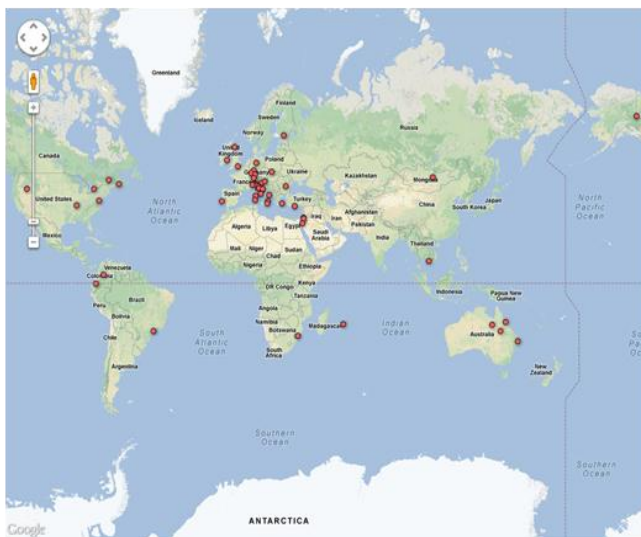 Greenland
Finland
Iceland
Sweden
Norway
Russia
United
Kingdom
Poland
Canada
Germany
Ukraine
France
Kazakhstan
Mongolia
United States
Spain
Turkey
North
Atlantic
Ocean
China
South Korea
Japan
North
Pacific
Ocean
Iraq
Afghanistan
Pakistan
Algeria
Libya
Egypt
Saudi
Arabia
Mexico
India
Mali
Niger
Chad
Sudan
Thailand
Venezuela
Colombia
Nigeria
Ethiopia
Kenya
DR Congo
Tanzania
Indonesia
Papua New
Guinea
Brazil
Peru
Bolivia
Angola
Namibia
Botswana
Madagascar
Indian
Ocean
Australia
South
Atlantic
Ocean
Chile
South
Africa
Argentina
New
Zealand
Southern
Ocean
Southern
Ocean
ANTARCTICA
Google